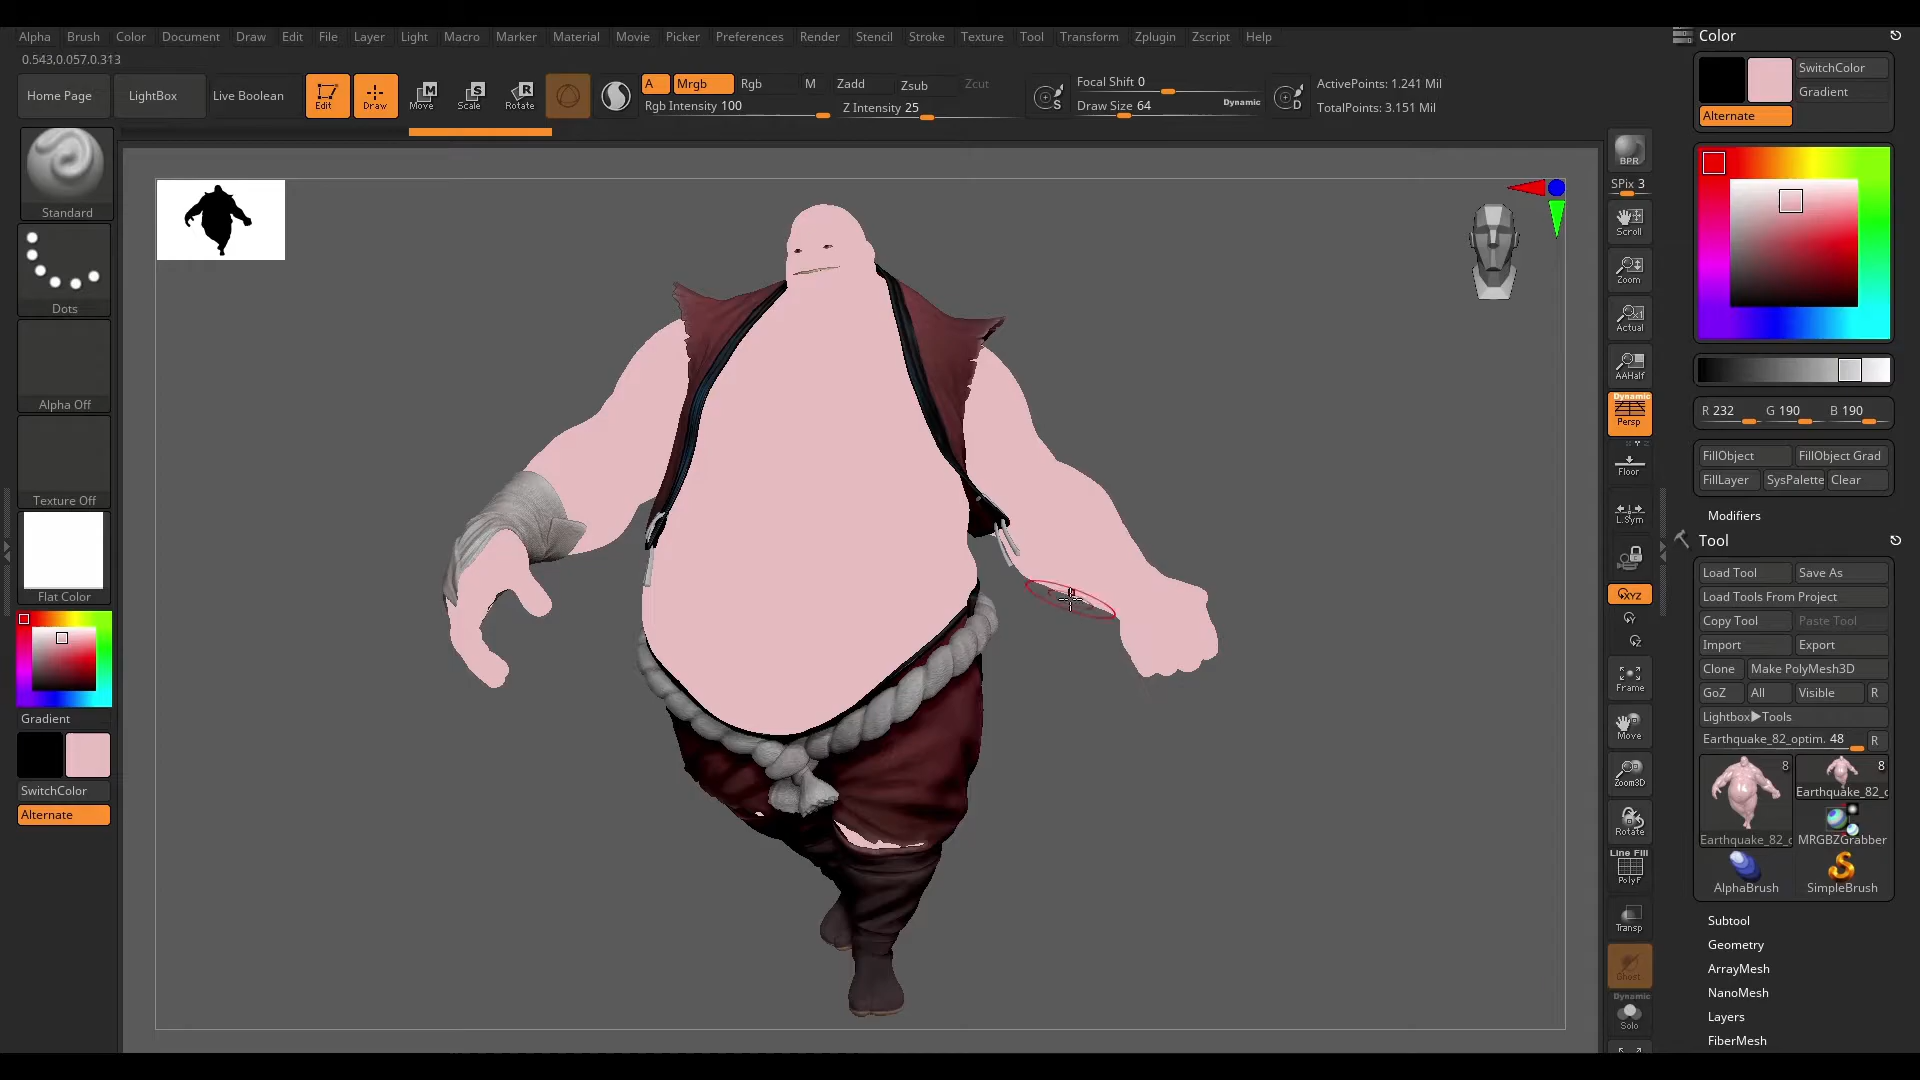 Alpha Brush Color Document Draw Edit File Layer Light Macro Marker Material Movie Picker Preferences Render Stencil Stroke Texture Tool Transform Zplugin Zscript Help
0.543,0.057,0.313
Home Page
LightBox
Live Boolean
Edit
Draw
Move
Scale
Rotate
A Mrgb Rgb M Zadd Zsub Zcut
Rgb Intensity 100
Z Intensity 25
S
Focal Shift 0
Draw Size 64
Dynamic
D
ActivePoints: 1.241 Mil
TotalPoints: 3.151 Mil
Standard
Dots
Alpha Off
Texture Off
Flat Color
Gradient
SwitchColor
Alternate
BPR
SPix 3
Scroll
Zoom
Actual
AAHalf
Dynamic
Persp
Floor
L.Sym
XYZ
Frame
Move
Zoom3D
Rotate
Line Fill
PolyF
Transp
Ghost
Dynamic
Solo
Color
SwitchColor
Gradient
Alternate
R 232 G 190 B 190
FillObject FillObject Grad
FillLayer SysPalette Clear
Modifiers
Tool
Load Tool Save As
Load Tools From Project
Copy Tool Paste Tool
Import Export
Clone Make PolyMesh3D
GoZ All Visible R
Lightbox▶Tools
Earthquake_82_optim. 48 R
8 8
Earthquake_82_c
Earthquake_82_c MRGBZGrabber
AlphaBrush SimpleBrush
Subtool
Geometry
ArrayMesh
NanoMesh
Layers
FiberMesh